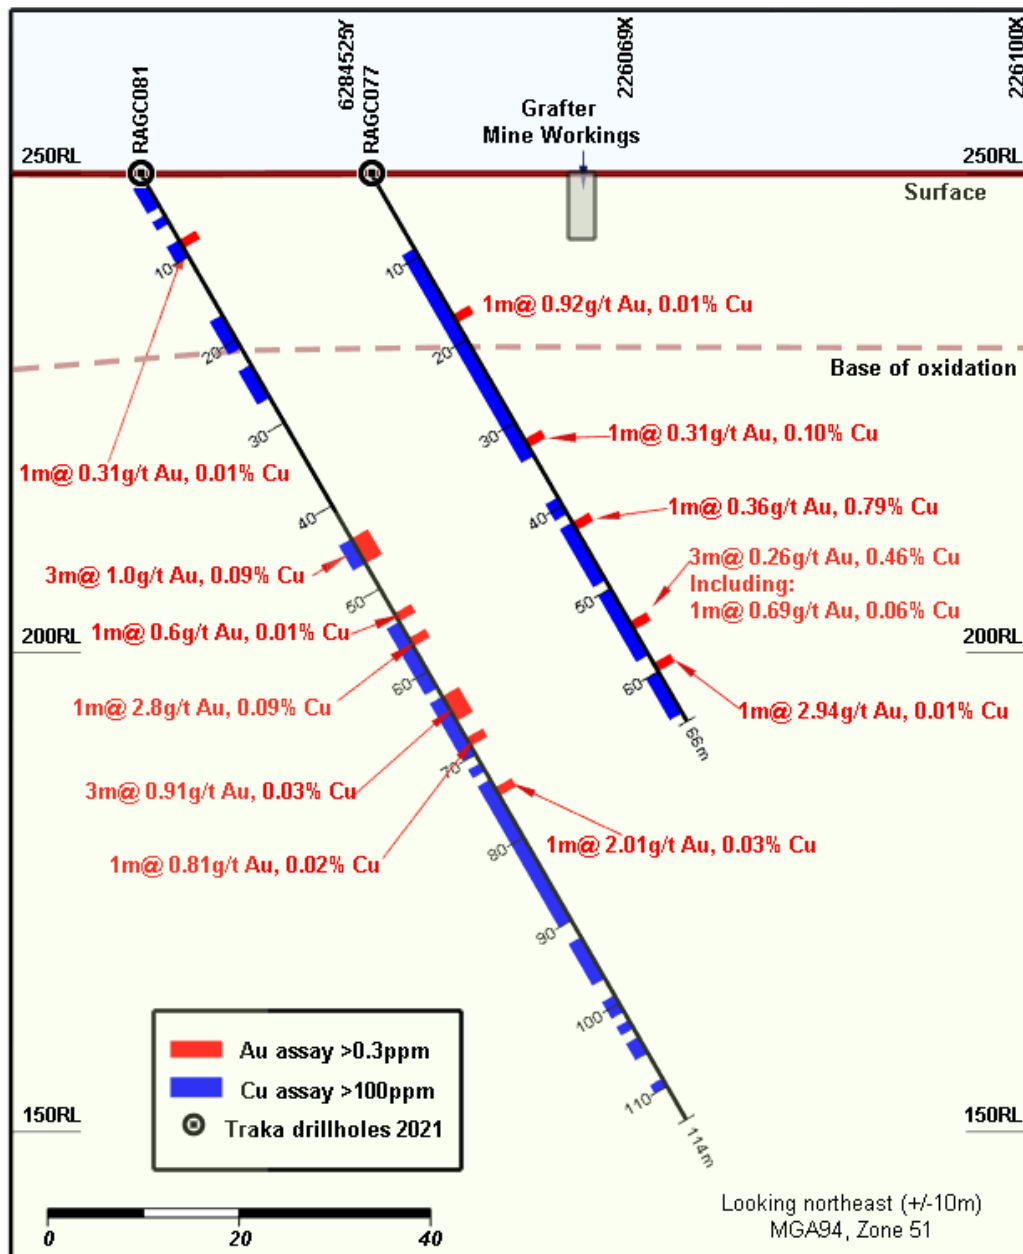 RAGC081
6284525Y
RAGC077
226069X
226100X
Grafter
Mine Workings
250RL
250RL
Surface
10
10
1m@ 0.92g/t Au, 0.01% Cu
20
20
Base of oxidation
30
30
1m@ 0.31g/t Au, 0.10% Cu
1m@ 0.31g/t Au, 0.01% Cu
40
40
1m@ 0.36g/t Au, 0.79% Cu
3m@ 1.0g/t Au, 0.09% Cu
3m@ 0.26g/t Au, 0.46% Cu
Including:
1m@ 0.69g/t Au, 0.06% Cu
50
50
1m@ 0.6g/t Au, 0.01% Cu
200RL
200RL
60
60
1m@ 2.8g/t Au, 0.09% Cu
1m@ 2.94g/t Au, 0.01% Cu
66m
70
3m@ 0.91g/t Au, 0.03% Cu
1m@ 0.81g/t Au, 0.02% Cu
1m@ 2.01g/t Au, 0.03% Cu
80
90
100
110
114m
150RL
150RL
Au assay >0.3ppm
Cu assay >100ppm
Traka drillholes 2021
0
20
40
Looking northeast (+/-10m)
MGA94, Zone 51